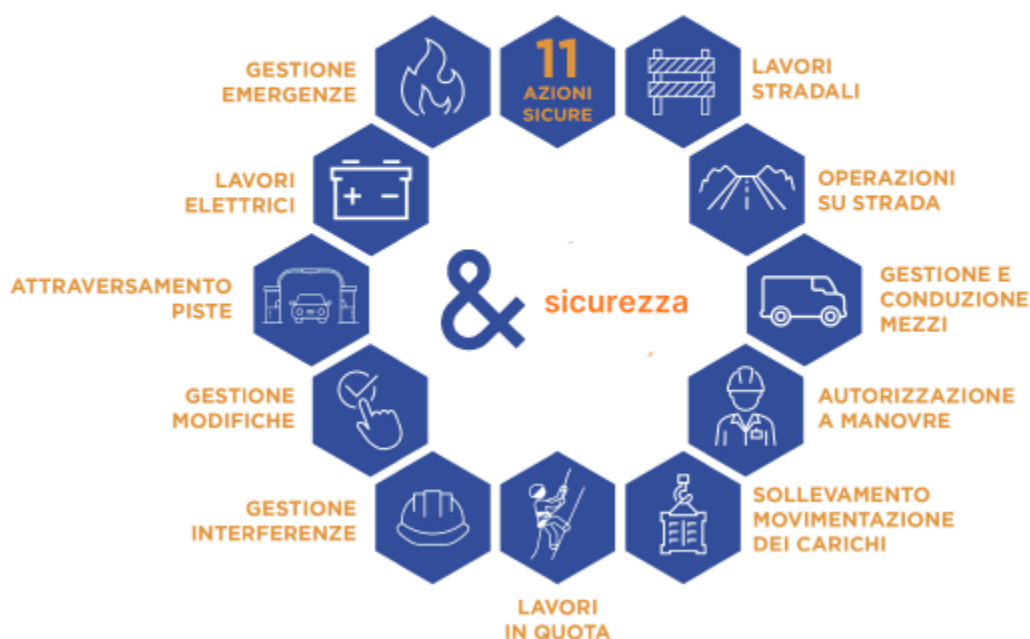 11
AZIONI
SICURE
LAVORI
STRADALI
OPERAZIONI
SU STRADA
GESTIONE E
CONDUZIONE
MEZZI
AUTORIZZAZIONE
A MANOVRE
SOLLEVAMENTO
MOVIMENTAZIONE
DEI CARICHI
LAVORI
IN QUOTA
GESTIONE
INTERFERENZE
GESTIONE
MODIFICHE
ATTRAVERSAMENTO
PISTE
LAVORI
ELETTRICI
GESTIONE
EMERGENZE
& sicurezza